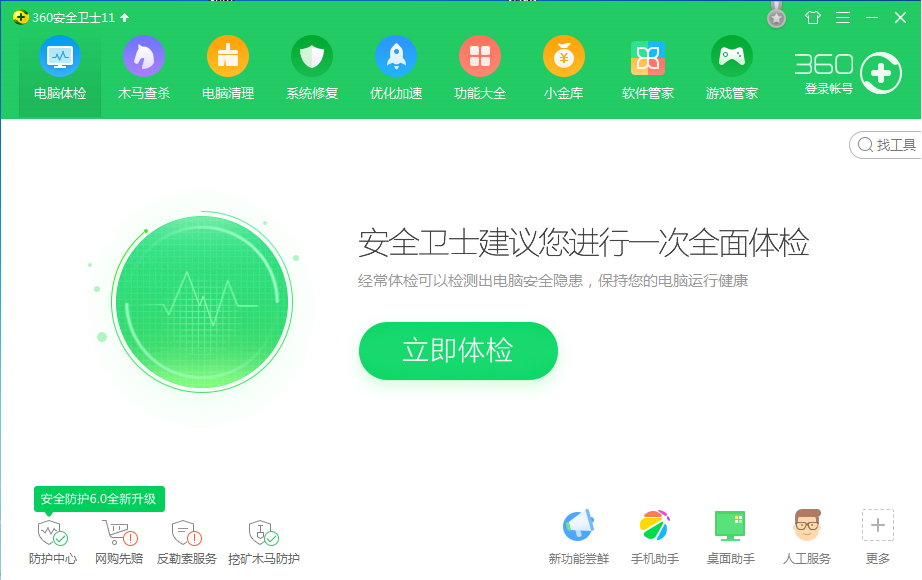 360安全卫士11
电脑体检
木马查杀
电脑清理
系统修复
优化加速
功能大全
小金库
软件管家
游戏管家
360
登录帐号
找工具
安全卫士建议您进行一次全面体检
经常体检可以检测出电脑安全隐患，保持您的电脑运行健康
立即体检
安全防护6.0全新升级
防护中心
网购先赔
反勒索服务
挖矿木马防护
新功能尝鲜
手机助手
桌面助手
人工服务
更多